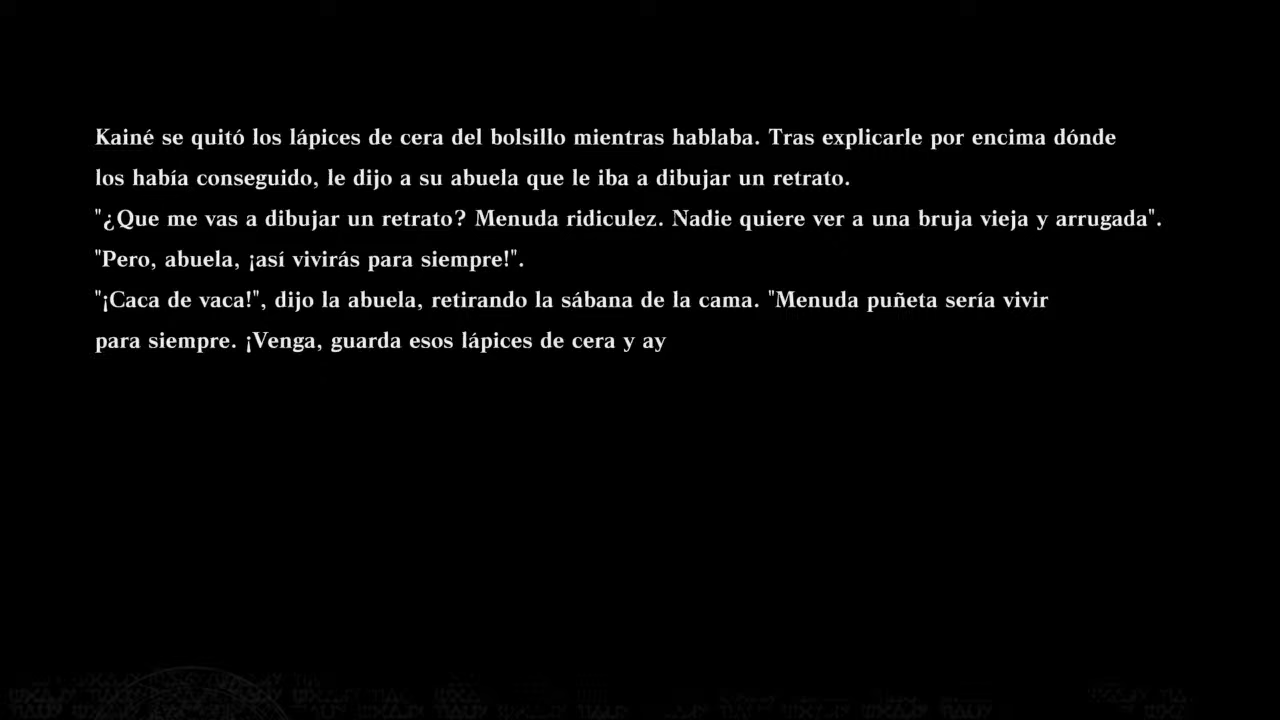 Kainé se quitó los lápices de cera del bolsillo mientras hablaba. Tras explicarle por encima dónde
los había conseguido, le dijo a su abuela que le iba a dibujar un retrato.
"¿Que me vas a dibujar un retrato? Menuda ridiculez. Nadie quiere ver a una bruja vieja y arrugada".
"Pero, abuela, ¡así vivirás para siempre!".
"¡Caca de vaca!", dijo la abuela, retirando la sábana de la cama. "Menuda puñeta sería vivir
para siempre. ¡Venga, guarda esos lápices de cera y ay